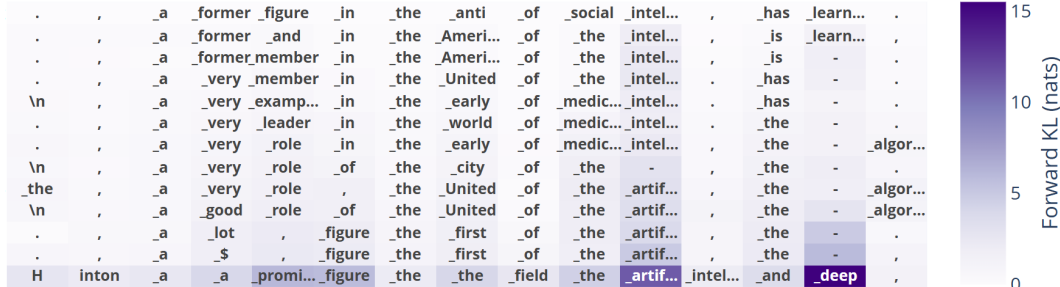 . , _a _former _figure _in _the _anti _of _social _intel... , _has _learn... .
. , _a _former _and _in _the _Ameri... _of _the _intel... , _is _learn... .
. , _a _former _member _in _the _Ameri... _of _the _intel... , _is - .
. , _a _very _member _in _the _United _of _the _intel... . _has - .
\n , _a _very _examp... _in _the _early _of _medic... _intel... , _has - .
. , _a _very _leader _in _the _world _of _medic... _intel... . _the - .
. , _a _very _role _in _the _early _of _medic... _intel... . _the - _algor...
\n , _a _very _role _of _the _city _of _the - , _the - .
_the , _a _very _role , _the _United _of _the _artif... , _the - _algor...
\n , _a _good _role _of _the _United _of _the _artif... , _the - _algor...
. , _a _lot , _figure _the _first _of _the _artif... , _the - .
. , _a _$ , _figure _the _first _of _the _artif... , _the - ,
H inton _a _a _promi... _figure _the _the _field _the _artif... _intel... _and _deep ,
15
10
5
0
Forward KL (nats)